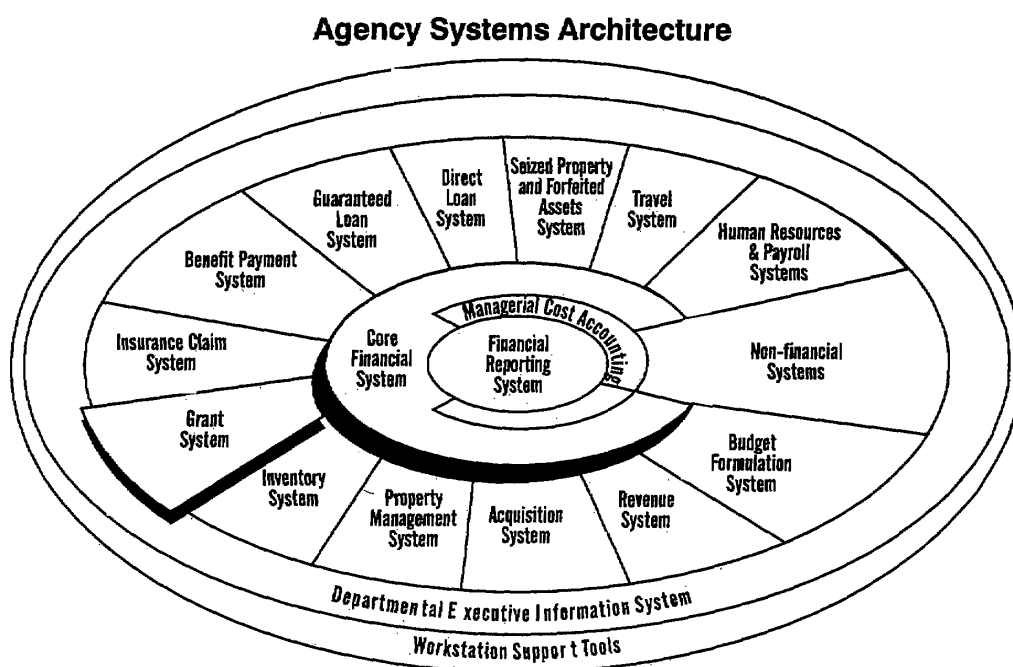 Agency Systems Architecture
Seized Property
and Forfeited
Assets
System
Direct
Loan
System
Travel
System
Guaranteed
Loan
System
Human Resources
& Payroll
Systems
Benefit Payment
System
Managerial Cost Accounting
Insurance Claim
System
Core
Financial
System
Financial
Reporting
System
Non-financial
Systems
Grant
System
Budget
Formulation
System
Inventory
System
Property
Management
System
Acquisition
System
Revenue
System
Departmental Executive Information System
Workstation Support Tools